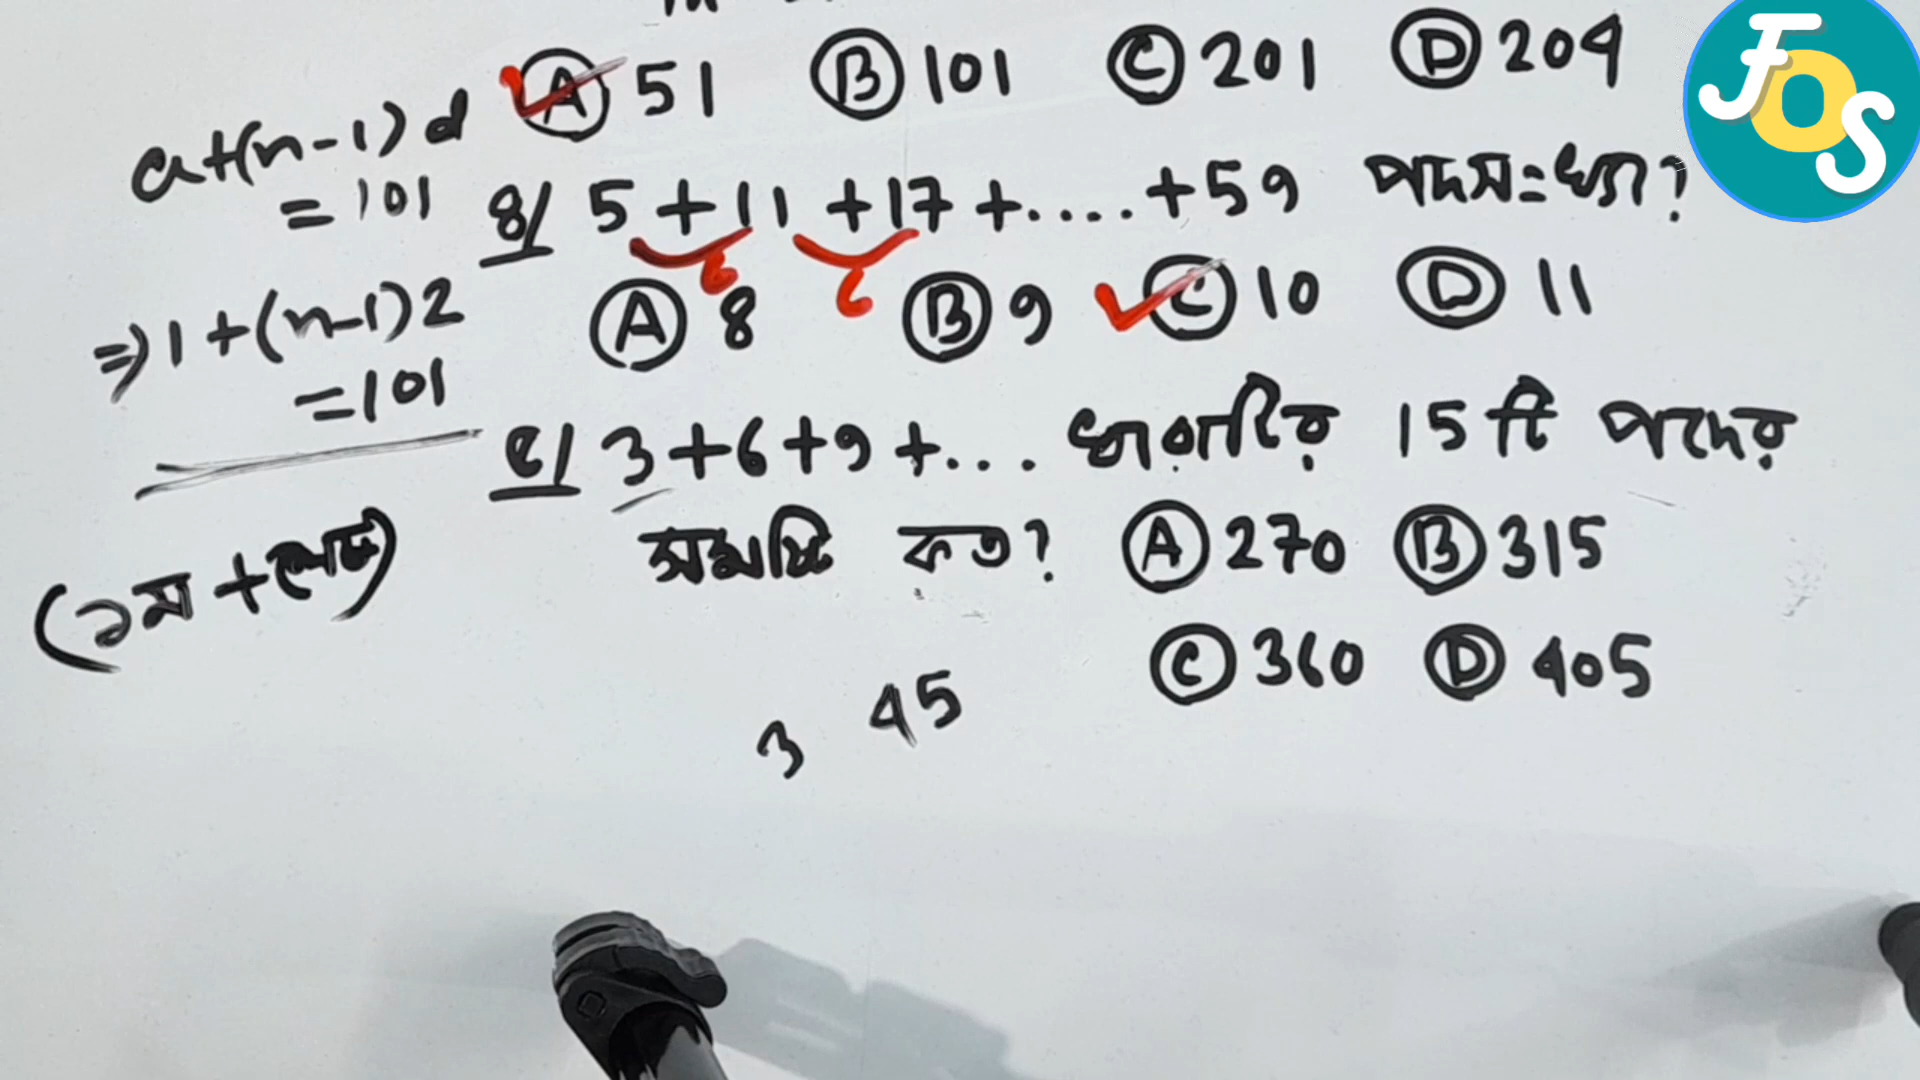 Ⓐ 51 Ⓑ 101 Ⓒ 201 Ⓓ 204
a+(n-1)d
=101
৪/ 5+11+17+....+59 পদসংখ্যা?
6 6
Ⓐ 8 Ⓑ 9 Ⓒ 10 Ⓓ 11
⇒1+(n-1)2
=101
৫/ 3+6+9+... ধারাটির 15টি পদের
সমষ্টি কত? Ⓐ 270 Ⓑ 315
Ⓒ 360 Ⓓ 405
(১ম+শেষ)
3 45
FOS